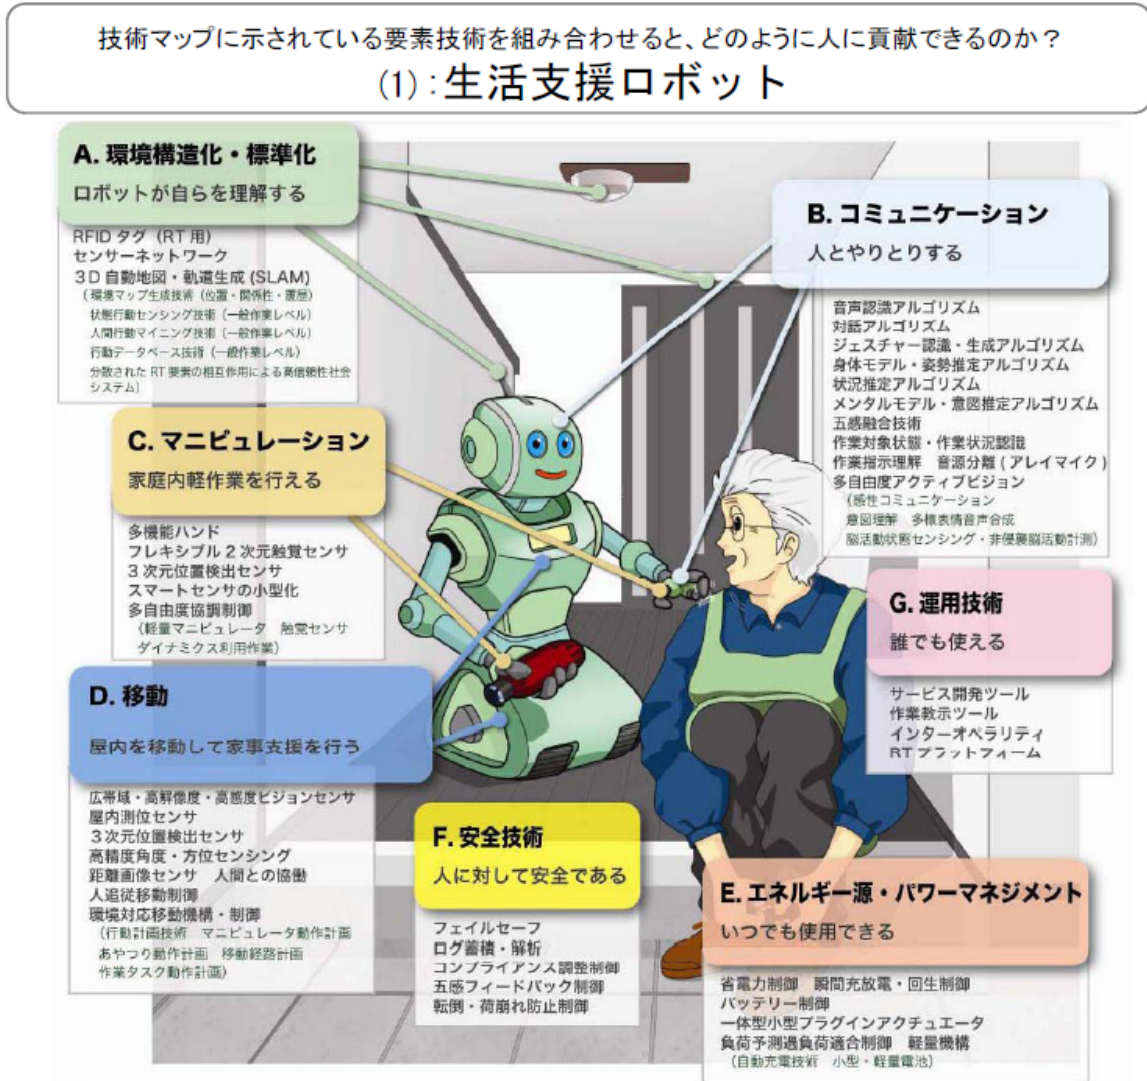 技術マップに示されている要素技術を組み合わせると、どのように人に貢献できるのか？
(1)：生活支援ロボット
A. 環境構造化・標準化
ロボットが自らを理解する
RFID タグ（RT 用）
センサーネットワーク
3D 自動地図・軌道生成 (SLAM)
（環境マップ生成技術（位置・関係性・履歴）
状態行動センシング技術（一般作業レベル）
人間行動マイニング技術（一般作業レベル）
行動データベース技術（一般作業レベル）
分散された RT 要素の相互作用による高信頼性社会
システム）
B. コミュニケーション
人とやりとりする
音声認識アルゴリズム
対話アルゴリズム
ジェスチャー認識・生成アルゴリズム
身体モデル・姿勢推定アルゴリズム
状況推定アルゴリズム
メンタルモデル・意図推定アルゴリズム
五感融合技術
作業対象状態・作業状況認識
作業指示理解　音源分離 ( アレイマイク )
多自由度アクティブビジョン
（感性コミュニケーション
意図理解　多様表情音声合成
脳活動状態センシング・非侵襲脳活動計測）
C. マニピュレーション
家庭内軽作業を行える
多機能ハンド
フレキシブル 2 次元触覚センサ
3 次元位置検出センサ
スマートセンサの小型化
多自由度協調制御
（軽量マニピュレータ　触覚センサ
ダイナミクス利用作業）
D. 移動
屋内を移動して家事支援を行う
広帯域・高解像度・高感度ビジョンセンサ
屋内測位センサ
３次元位置検出センサ
高精度角度・方位センシング
距離画像センサ　人間との協働
人追従移動制御
環境対応移動機構・制御
（行動計画技術　マニピュレータ動作計画
あやつり動作計画　移動経路計画
作業タスク動作計画）
F. 安全技術
人に対して安全である
フェイルセーフ
ログ蓄積・解析
コンプライアンス調整制御
五感フィードバック制御
転倒・荷崩れ防止制御
G. 運用技術
誰でも使える
サービス開発ツール
作業教示ツール
インターオペラリティ
RT プラットフォーム
E. エネルギー源・パワーマネジメント
いつでも使用できる
省電力制御　瞬間充放電・回生制御
バッテリー制御
一体型小型プラグインアクチュエータ
負荷予測過負荷適合制御　軽量機構
（自動充電技術　小型・軽量電池）